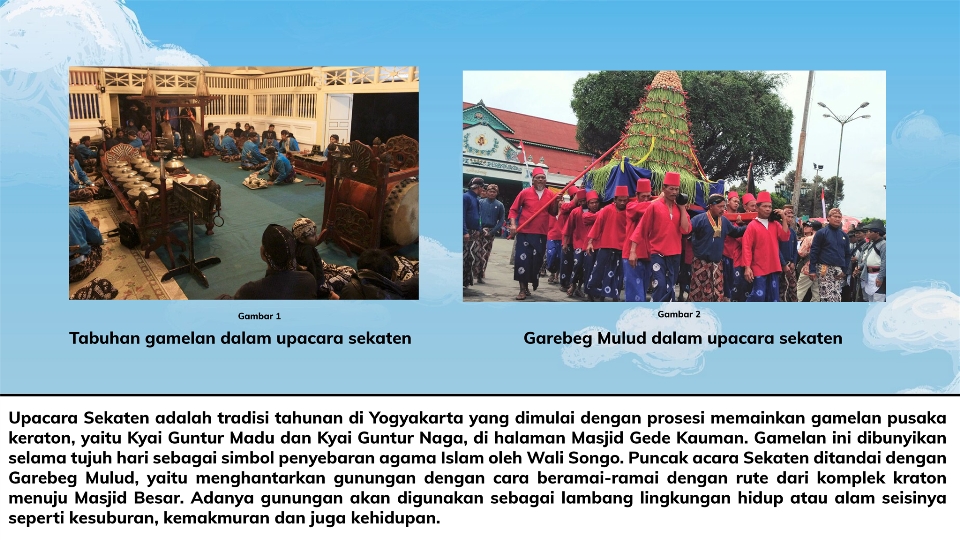 Gambar 1
Tabuhan gamelan dalam upacara sekaten
Gambar 2
Garebeg Mulud dalam upacara sekaten
Upacara Sekaten adalah tradisi tahunan di Yogyakarta yang dimulai dengan prosesi memainkan gamelan pusaka
keraton, yaitu Kyai Guntur Madu dan Kyai Guntur Naga, di halaman Masjid Gede Kauman. Gamelan ini dibunyikan
selama tujuh hari sebagai simbol penyebaran agama Islam oleh Wali Songo. Puncak acara Sekaten ditandai dengan
Garebeg Mulud, yaitu menghantarkan gunungan dengan cara beramai-ramai dengan rute dari komplek kraton
menuju Masjid Besar. Adanya gunungan akan digunakan sebagai lambang lingkungan hidup atau alam seisinya
seperti kesuburan, kemakmuran dan juga kehidupan.